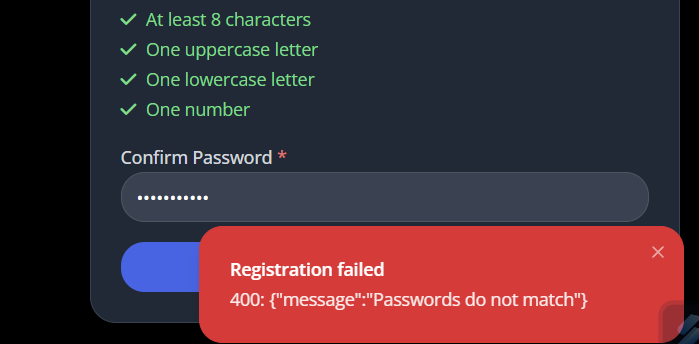 At least 8 characters
One uppercase letter
One lowercase letter
One number
Confirm Password *
•••••••••••
Registration failed
400: {"message":"Passwords do not match"}